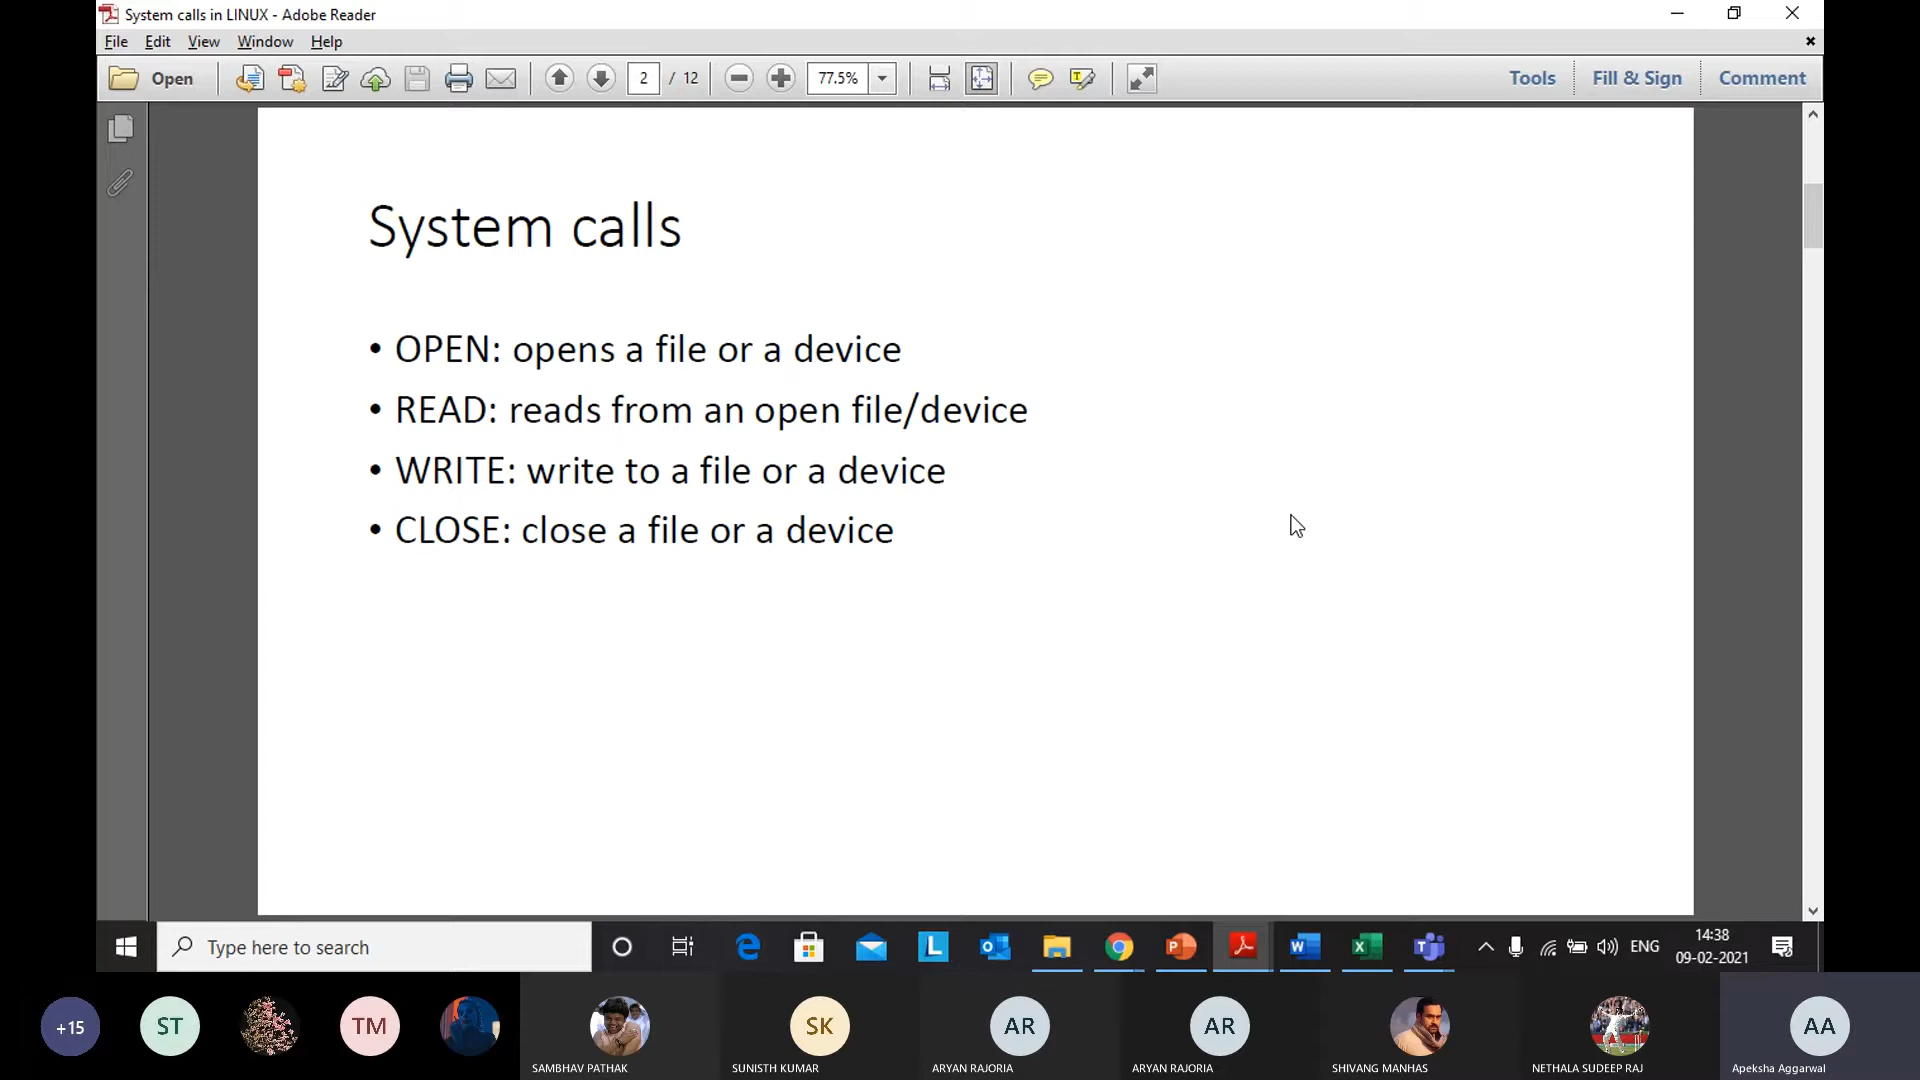 System calls in LINUX - Adobe Reader
File Edit View Window Help
Open 2 / 12 77.5% Tools Fill & Sign Comment
System calls
• OPEN: opens a file or a device
• READ: reads from an open file/device
• WRITE: write to a file or a device
• CLOSE: close a file or a device
Type here to search
ENG
14:38
09-02-2021
+15 ST TM SK AR AR AA
SAMBHAV PATHAK SUNISTH KUMAR ARYAN RAJORIA ARYAN RAJORIA SHIVANG MANHAS NETHALA SUDEEP RAJ Apeksha Aggarwal